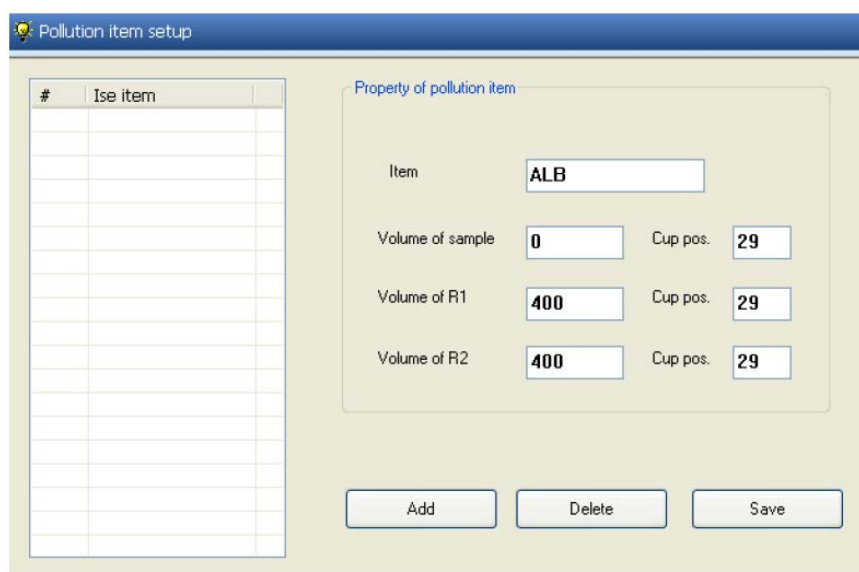 Pollution item setup
# Ise item
Property of pollution item
Item ALB
Volume of sample 0 Cup pos. 29
Volume of R1 400 Cup pos. 29
Volume of R2 400 Cup pos. 29
Add Delete Save